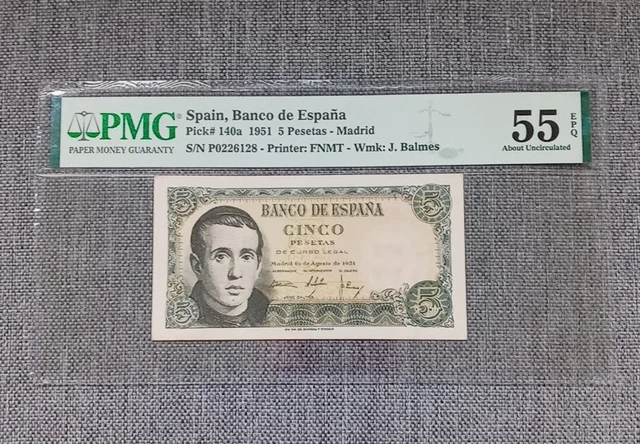 PMG
PAPER MONEY GUARANTY
Spain, Banco de España
Pick# 140a 1951 5 Pesetas - Madrid
S/N P0226128 - Printer: FNMT - Wmk: J. Balmes
55
EPQ
About Uncirculated
BANCO DE ESPAÑA
CINCO
PESETAS
DE CURSO LEGAL
Madrid 16 de Agosto de 1951
5
5
5